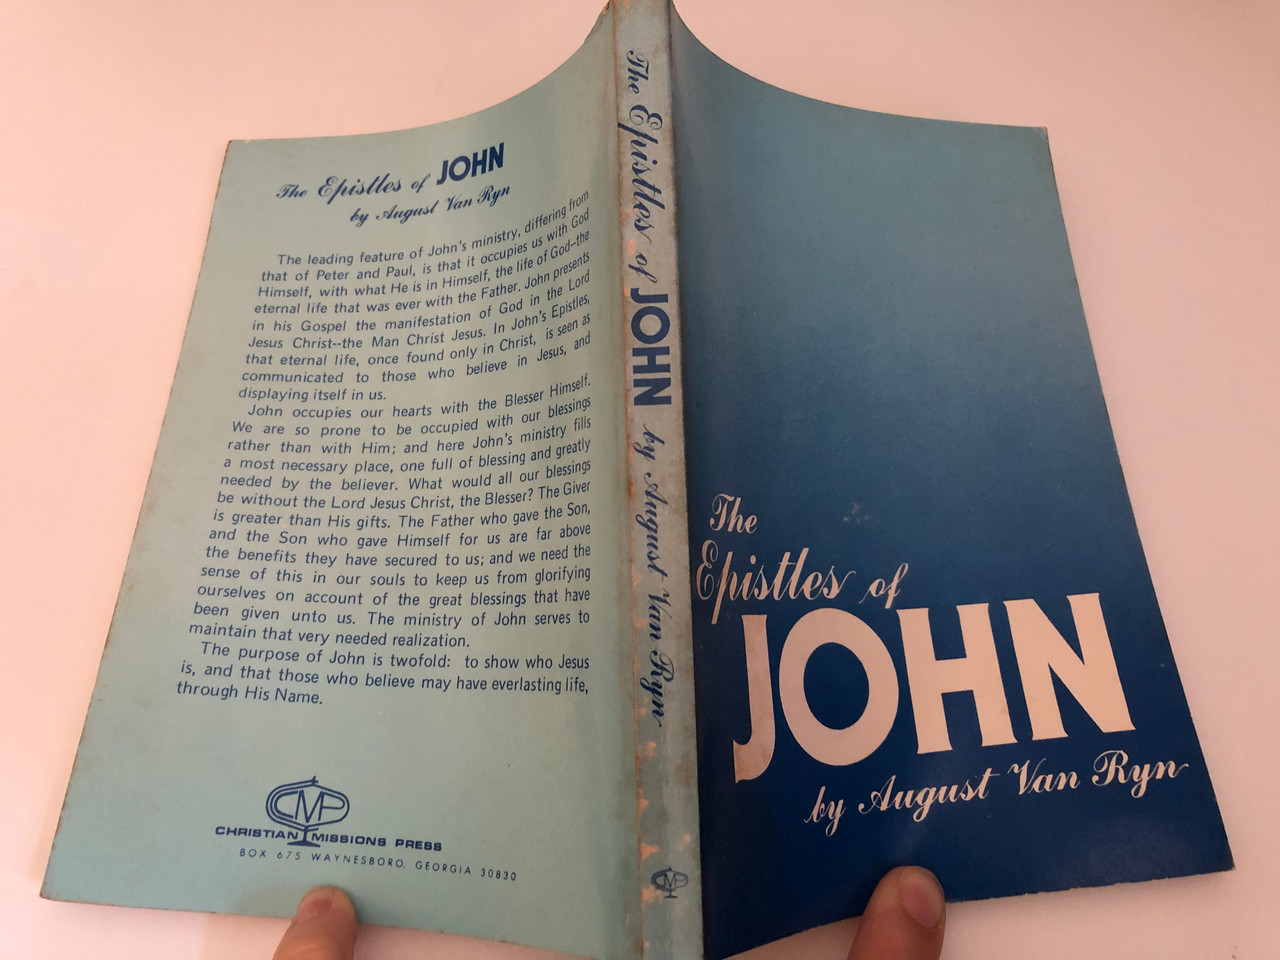 The Epistles of JOHN
by August Van Ryn
The leading feature of John's ministry, differing from
that of Peter and Paul, is that it occupies us with God
Himself, with what He is in Himself, the life of God--the
eternal life that was ever with the Father. John presents
in his Gospel the manifestation of God in the Lord
Jesus Christ--the Man Christ Jesus. In John's Epistles,
that eternal life, once found only in Christ, is seen as
communicated to those who believe in Jesus, and
displaying itself in us.
John occupies our hearts with the Blesser Himself.
We are so prone to be occupied with our blessings
rather than with Him; and here John's ministry fills
a most necessary place, one full of blessing and greatly
needed by the believer. What would all our blessings
be without the Lord Jesus Christ, the Blesser? The Giver
is greater than His gifts. The Father who gave the Son,
and the Son who gave Himself for us are far above
the benefits they have secured to us; and we need the
sense of this in our souls to keep us from glorifying
ourselves on account of the great blessings that have
been given unto us. The ministry of John serves to
maintain that very needed realization.
The purpose of John is twofold: to show who Jesus
is, and that those who believe may have everlasting life,
through His Name.
CMP
CHRISTIAN MISSIONS PRESS
BOX 675 WAYNESBORO, GEORGIA 30830
The Epistles of JOHN by August Van Ryn
CMP
The
Epistles of
JOHN
by August Van Ryn